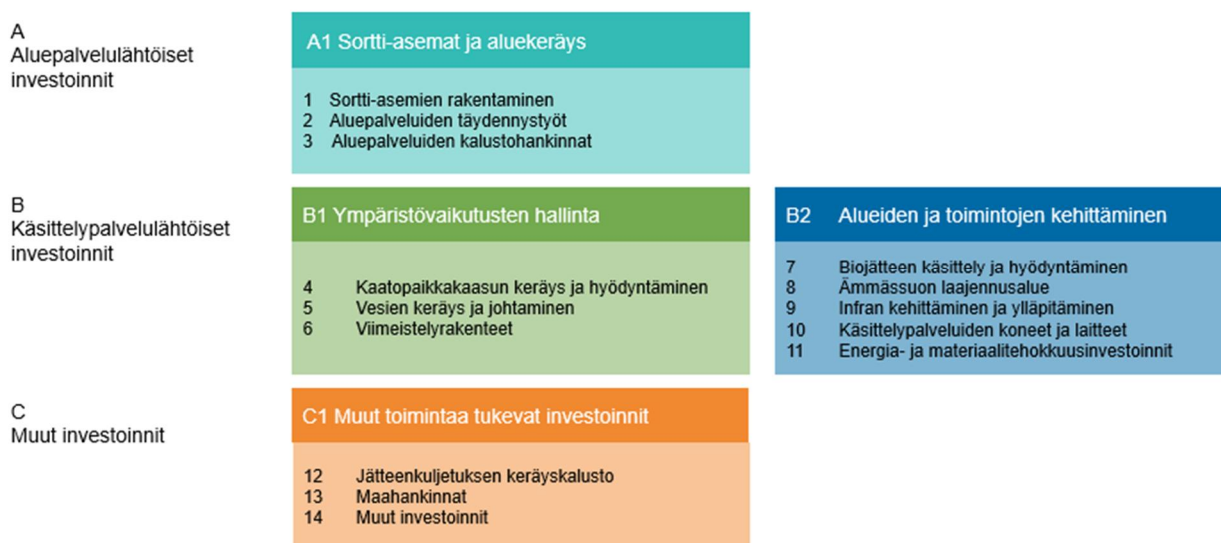 A
Aluepalvelulähtöiset
investoinnit
A1 Sortti-asemat ja aluekeräys
1 Sortti-asemien rakentaminen
2 Aluepalveluiden täydennystyöt
3 Aluepalveluiden kalustohankinnat
B
Käsittelypalvelulähtöiset
investoinnit
B1 Ympäristövaikutusten hallinta
4 Kaatopaikkakaasun keräys ja hyödyntäminen
5 Vesien keräys ja johtaminen
6 Viimeistelyrakenteet
B2 Alueiden ja toimintojen kehittäminen
7 Biojätteen käsittely ja hyödyntäminen
8 Ämmässuon laajennusalue
9 Infran kehittäminen ja ylläpitäminen
10 Käsittelypalveluiden koneet ja laitteet
11 Energia- ja materiaalitehokkuusinvestoinnit
C
Muut investoinnit
C1 Muut toimintaa tukevat investoinnit
12 Jätteenkuljetuksen keräyskalusto
13 Maahankinnat
14 Muut investoinnit